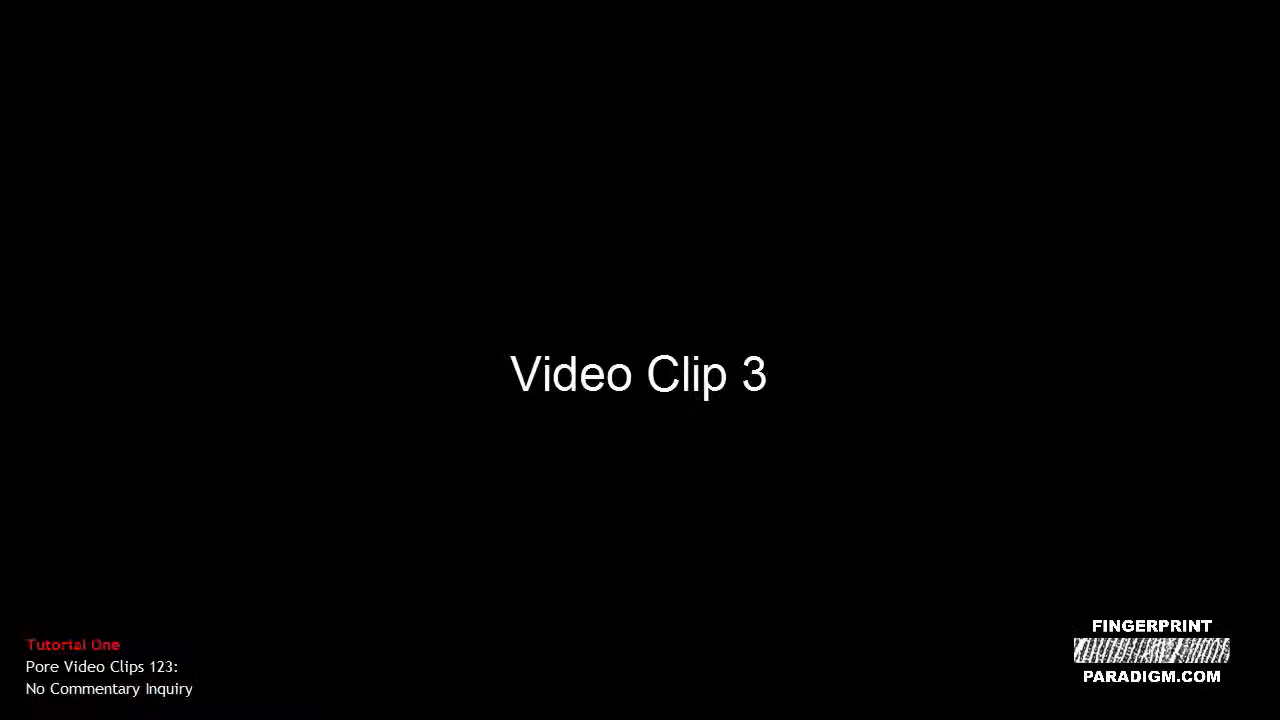 Video Clip 3
Tutorial One
Pore Video Clips 123:
No Commentary Inquiry
FINGERPRINT
PARADIGM.COM